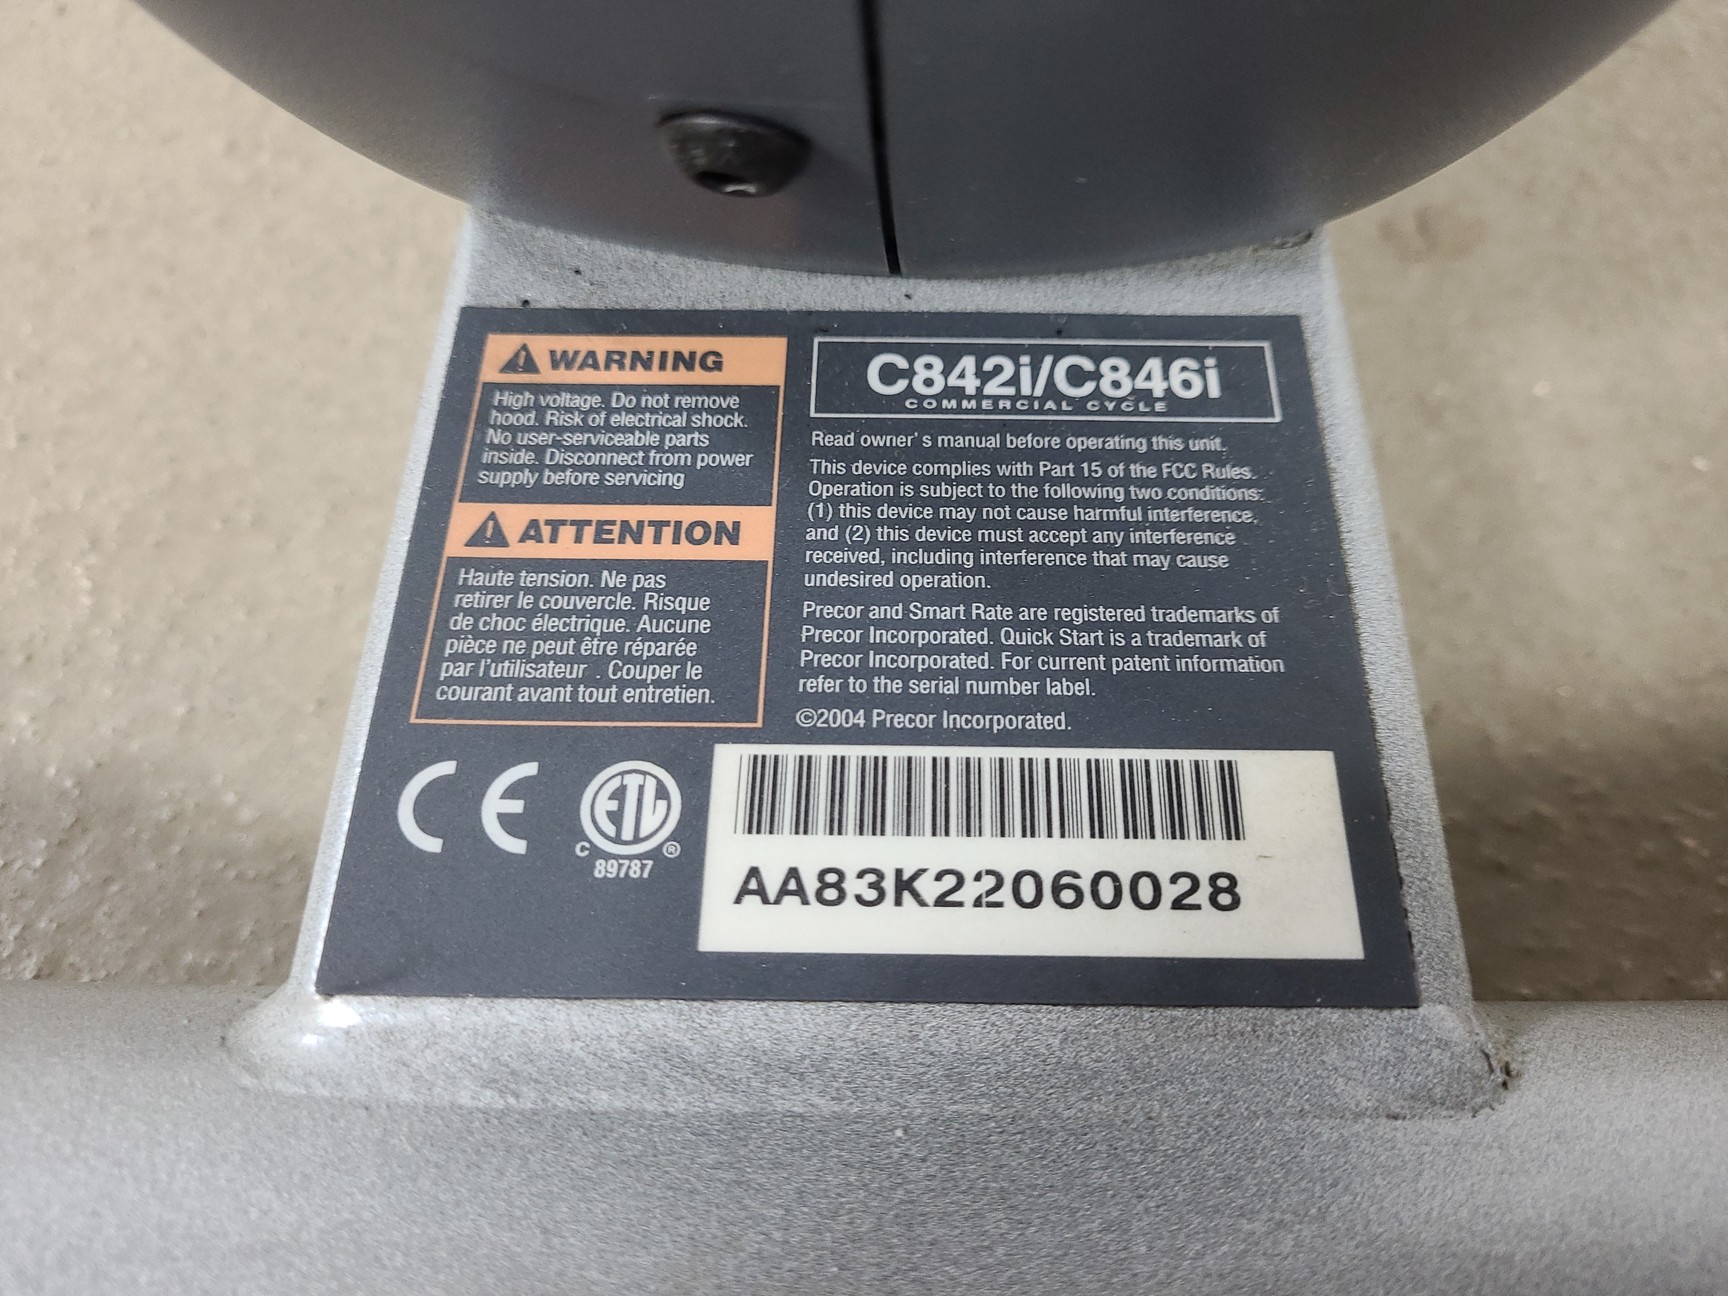 WARNING
High voltage. Do not remove
hood. Risk of electrical shock.
No user-serviceable parts
inside. Disconnect from power
supply before servicing
ATTENTION
Haute tension. Ne pas
retirer le couvercle. Risque
de choc électrique. Aucune
pièce ne peut être réparée
par l'utilisateur . Couper le
courant avant tout entretien.
C842i/C846i
COMMERCIAL CYCLE
Read owner's manual before operating this unit.
This device complies with Part 15 of the FCC Rules.
Operation is subject to the following two conditions:
(1) this device may not cause harmful interference,
and (2) this device must accept any interference
received, including interference that may cause
undesired operation.
Precor and Smart Rate are registered trademarks of
Precor Incorporated. Quick Start is a trademark of
Precor Incorporated. For current patent information
refer to the serial number label.
©2004 Precor Incorporated.
CE
ETL
C ®
89787
AA83K22060028